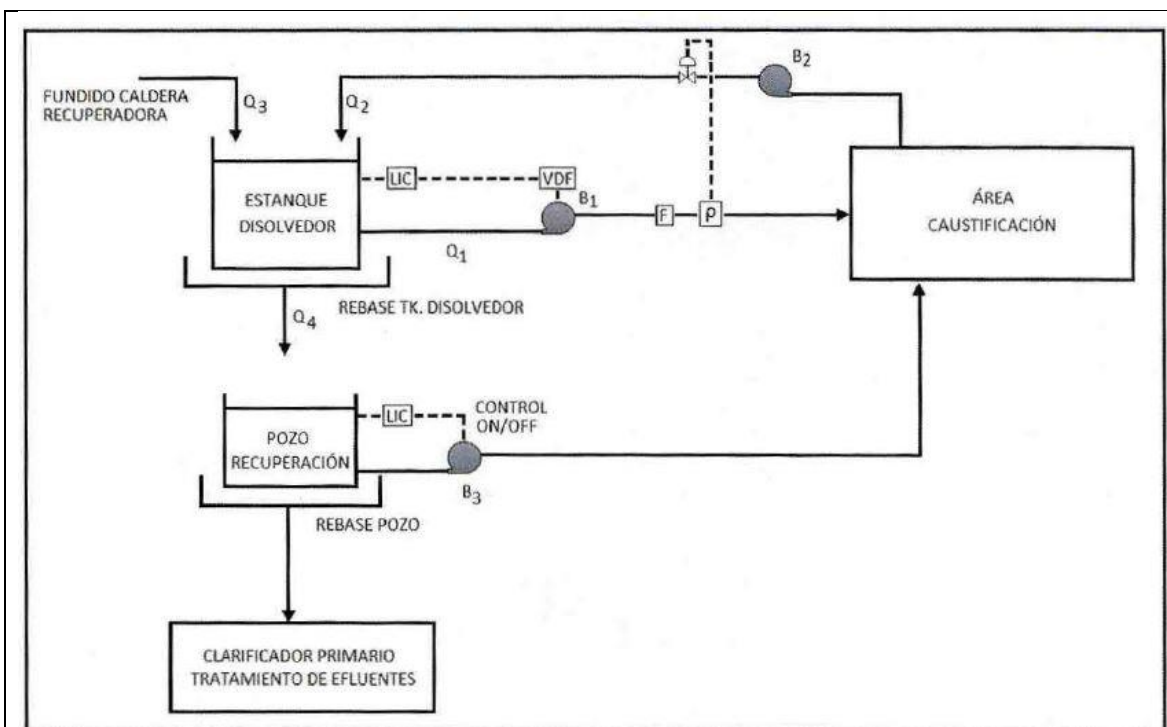 FUNDIDO CALDERA
RECUPERADORA
Q3
Q2
B2
ESTANQUE
DISOLVEDOR
LIC
VDF
B1
F
ρ
Q1
ÁREA
CAUSTIFICACIÓN
REBASE TK. DISOLVEDOR
Q4
POZO
RECUPERACIÓN
LIC
CONTROL
ON/OFF
B3
REBASE POZO
CLARIFICADOR PRIMARIO
TRATAMIENTO DE EFLUENTES